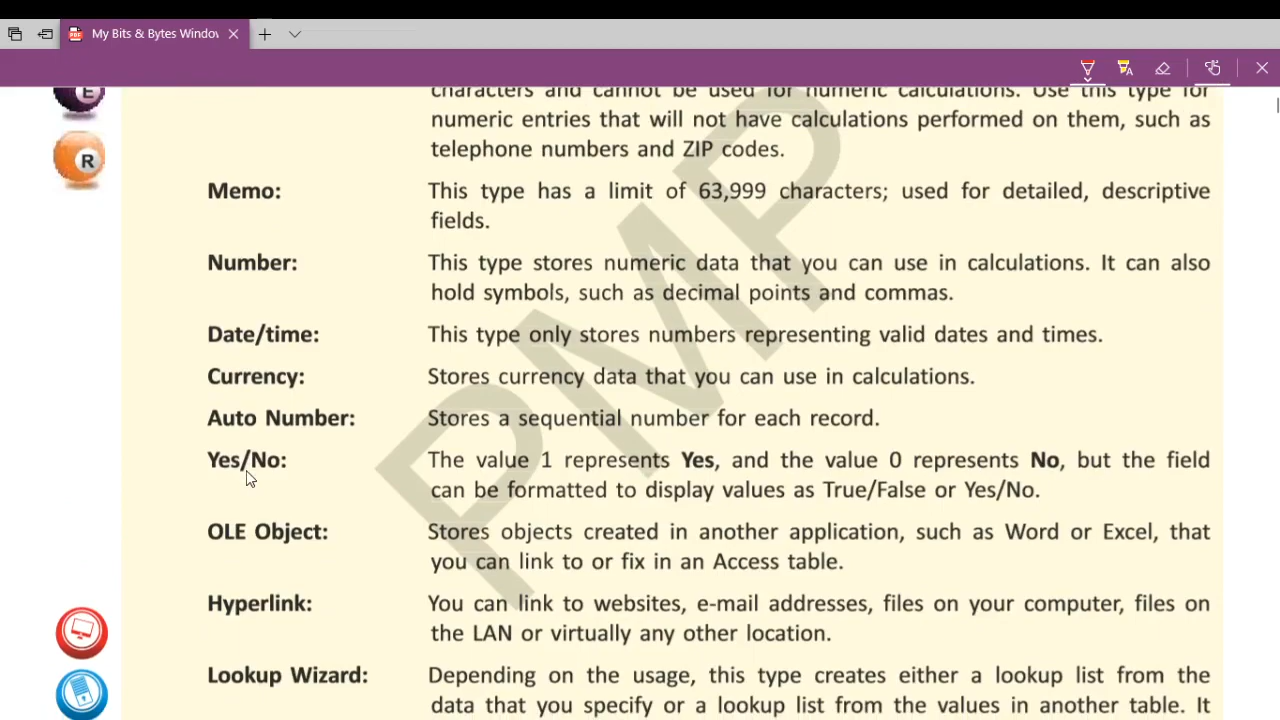 My Bits & Bytes Window
E
characters and cannot be used for numeric calculations. Use this type for
R
numeric entries that will not have calculations performed on them, such as
telephone numbers and ZIP codes.
Memo: This type has a limit of 63,999 characters; used for detailed, descriptive
fields.
Number: This type stores numeric data that you can use in calculations. It can also
hold symbols, such as decimal points and commas.
Date/time: This type only stores numbers representing valid dates and times.
Currency: Stores currency data that you can use in calculations.
Auto Number: Stores a sequential number for each record.
Yes/No: The value 1 represents Yes, and the value 0 represents No, but the field
can be formatted to display values as True/False or Yes/No.
OLE Object: Stores objects created in another application, such as Word or Excel, that
you can link to or fix in an Access table.
Hyperlink: You can link to websites, e-mail addresses, files on your computer, files on
the LAN or virtually any other location.
Lookup Wizard: Depending on the usage, this type creates either a lookup list from the
data that you specify or a lookup list from the values in another table. It
PMP